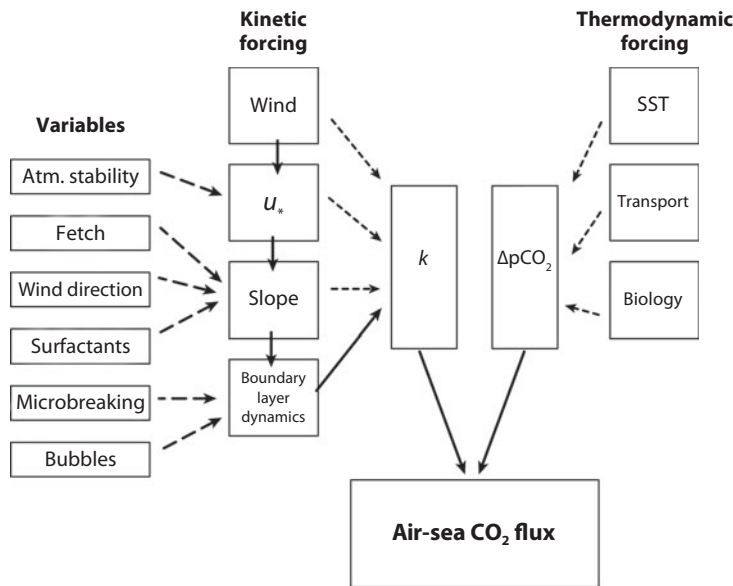 Kinetic
forcing
Thermodynamic
forcing
Variables
Wind
SST
Atm. stability
u*
Transport
Fetch
k
ΔpCO₂
Wind direction
Slope
Biology
Surfactants
Microbreaking
Boundary
layer
dynamics
Bubbles
Air-sea CO₂ flux